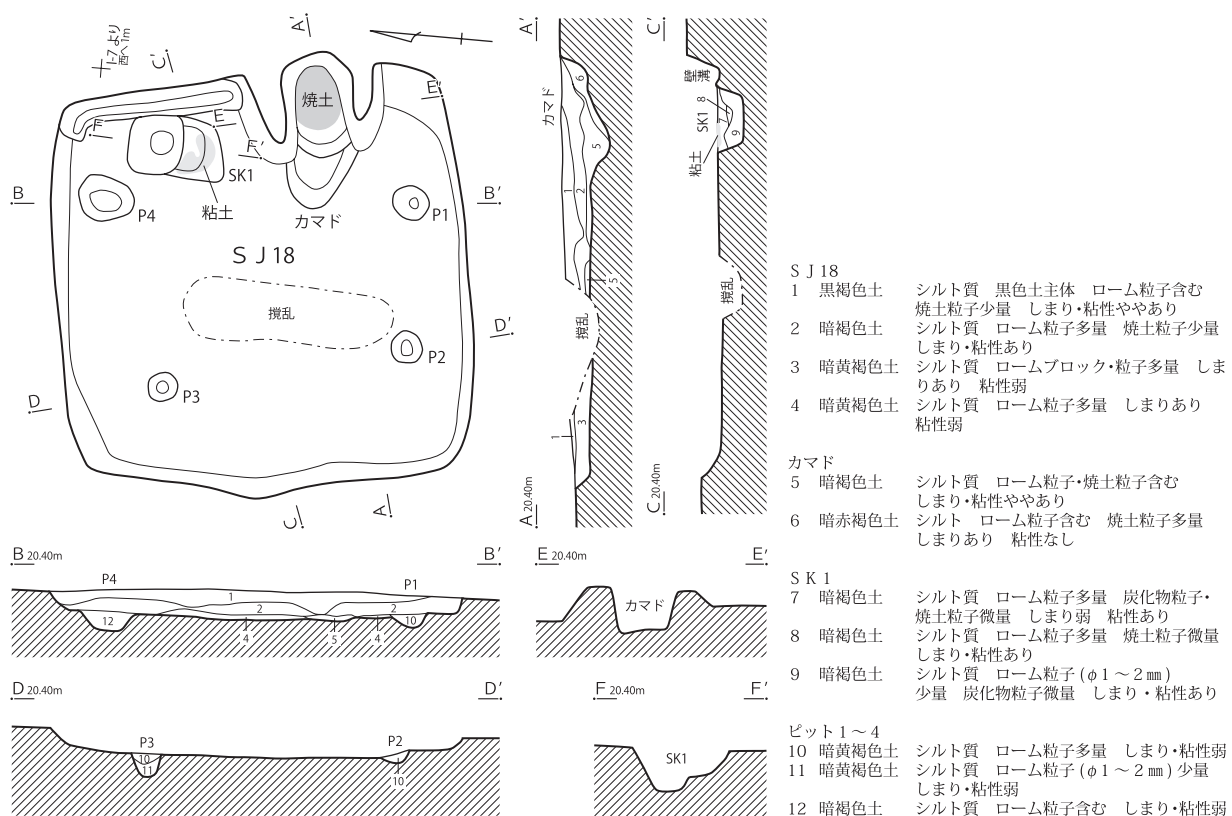 A′
I-7より
西へ1m
C′
焼土
E′
E
F
F′
SK1
粘土
カマド
B
B′
P4
P1
ＳＪ18
撹乱
D′
P2
P3
D
C
A
A′
カマド
6
5
1
2
5
撹乱
3
1
A 20.40m
C′
壁溝
SK1
8
7
9
粘土
撹乱
C 20.40m
B 20.40m
B′
P4
P1
1
2
2
12
10
4
5
4
E 20.40m
E′
カマド
D 20.40m
D′
P3
P2
10
11
10
F 20.40m
F′
SK1
ＳＪ18
1 黒褐色土 シルト質　黒色土主体　ローム粒子含む
焼土粒子少量　しまり・粘性ややあり
2 暗褐色土 シルト質　ローム粒子多量　焼土粒子少量
しまり・粘性あり
3 暗黄褐色土 シルト質　ロームブロック・粒子多量　しま
りあり　粘性弱
4 暗黄褐色土 シルト質　ローム粒子多量　しまりあり
粘性弱
カマド
5 暗褐色土 シルト質　ローム粒子・焼土粒子含む
しまり・粘性ややあり
6 暗赤褐色土 シルト　ローム粒子含む　焼土粒子多量
しまりあり　粘性なし
ＳＫ１
7 暗褐色土 シルト質　ローム粒子多量　炭化物粒子・
焼土粒子微量　しまり弱　粘性あり
8 暗褐色土 シルト質　ローム粒子多量　焼土粒子微量
しまり・粘性あり
9 暗褐色土 シルト質　ローム粒子 (φ１～２㎜)
少量　炭化物粒子微量　しまり・粘性あり
ピット１～４
10 暗黄褐色土 シルト質　ローム粒子多量　しまり・粘性弱
11 暗黄褐色土 シルト質　ローム粒子 (φ１～２㎜) 少量
しまり・粘性弱
12 暗褐色土 シルト質　ローム粒子含む　しまり・粘性弱